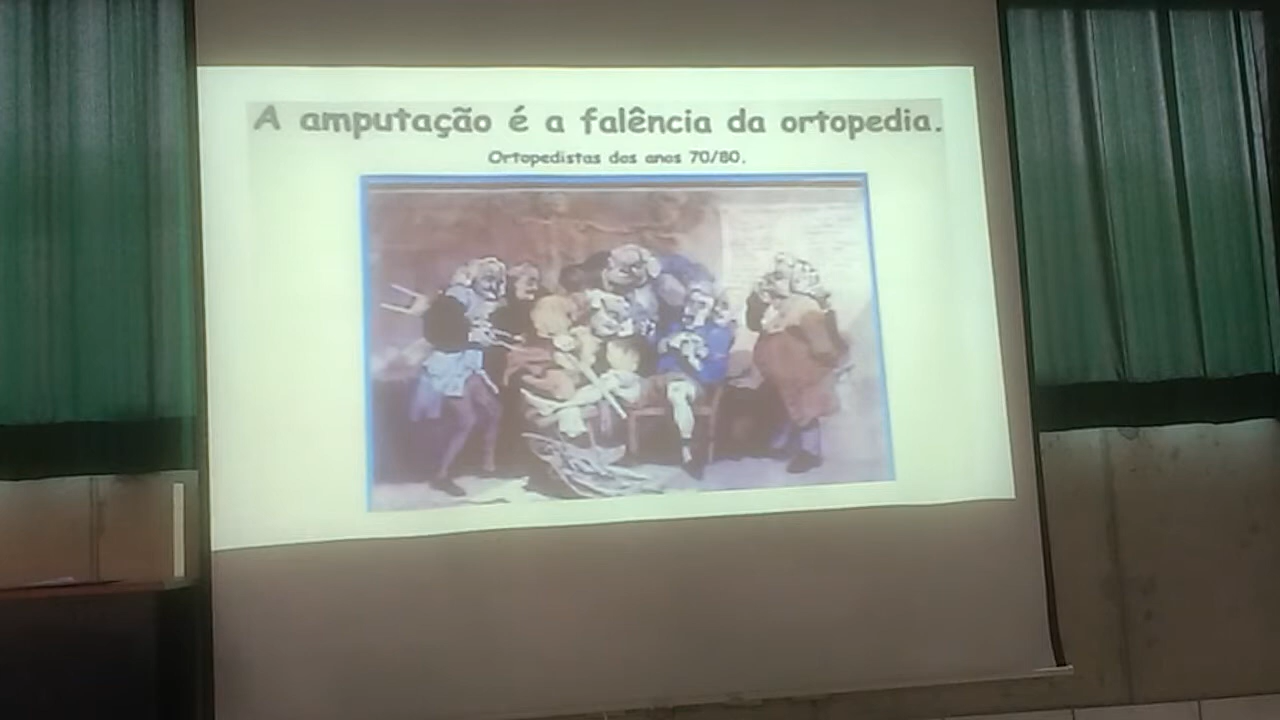 A amputação é a falência da ortopedia.
Ortopedistas dos anos 70/80.